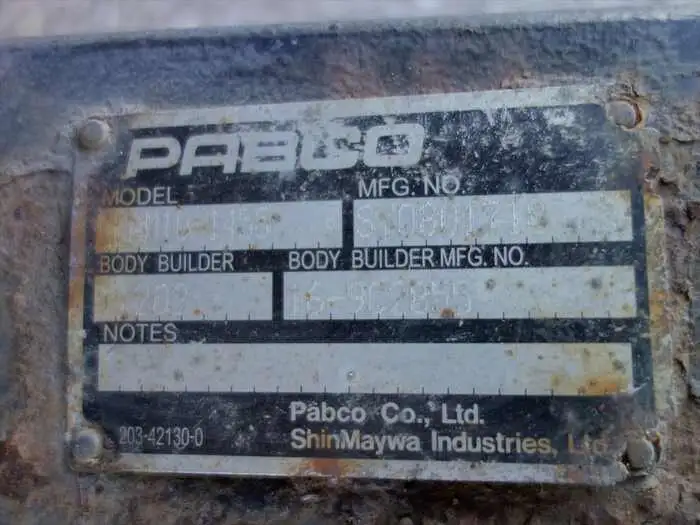 PABCO
MODEL MFG. NO.
BODY BUILDER BODY BUILDER MFG. NO.
NOTES
Pabco Co., Ltd.
203-42130-0 ShinMaywa Industries, Ltd.